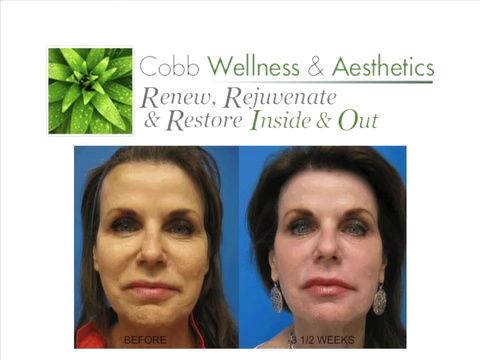 Cobb Wellness & Aesthetics
Renew, Rejuvenate
& Restore Inside & Out
BEFORE
3 1/2 WEEKS